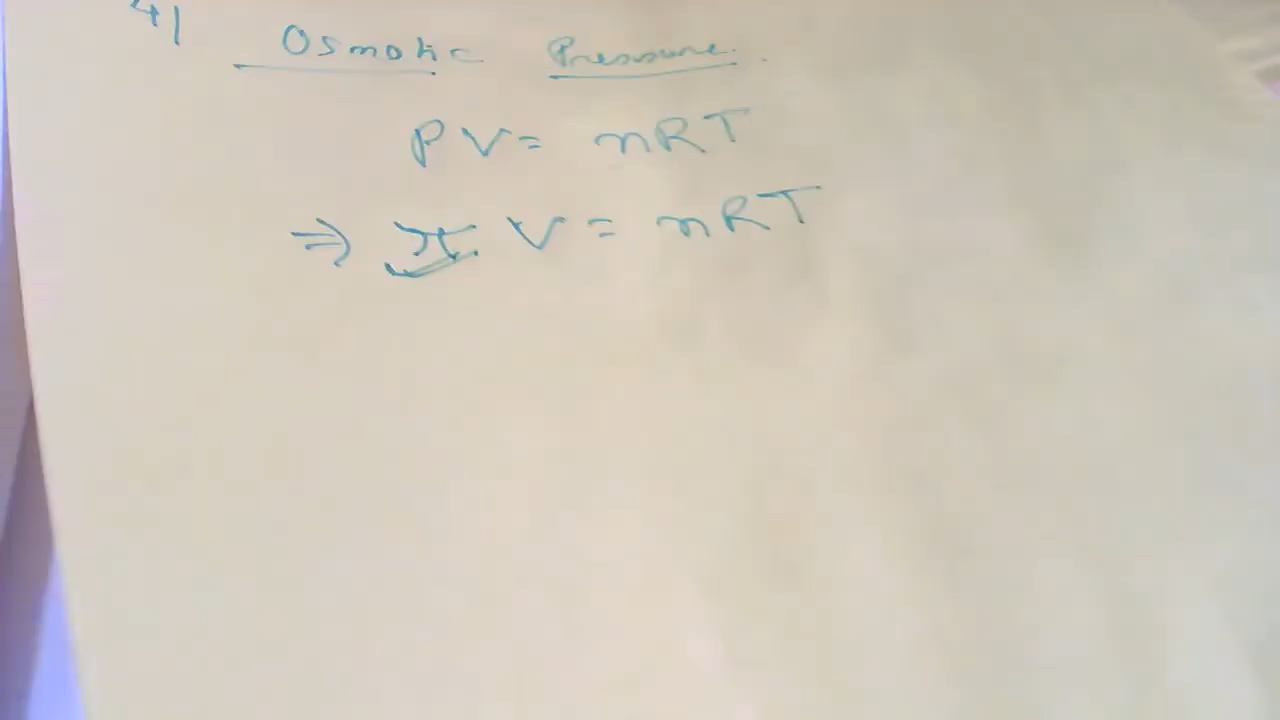 4)
Osmotic Pressure.
PV = nRT
⇒ π V = nRT